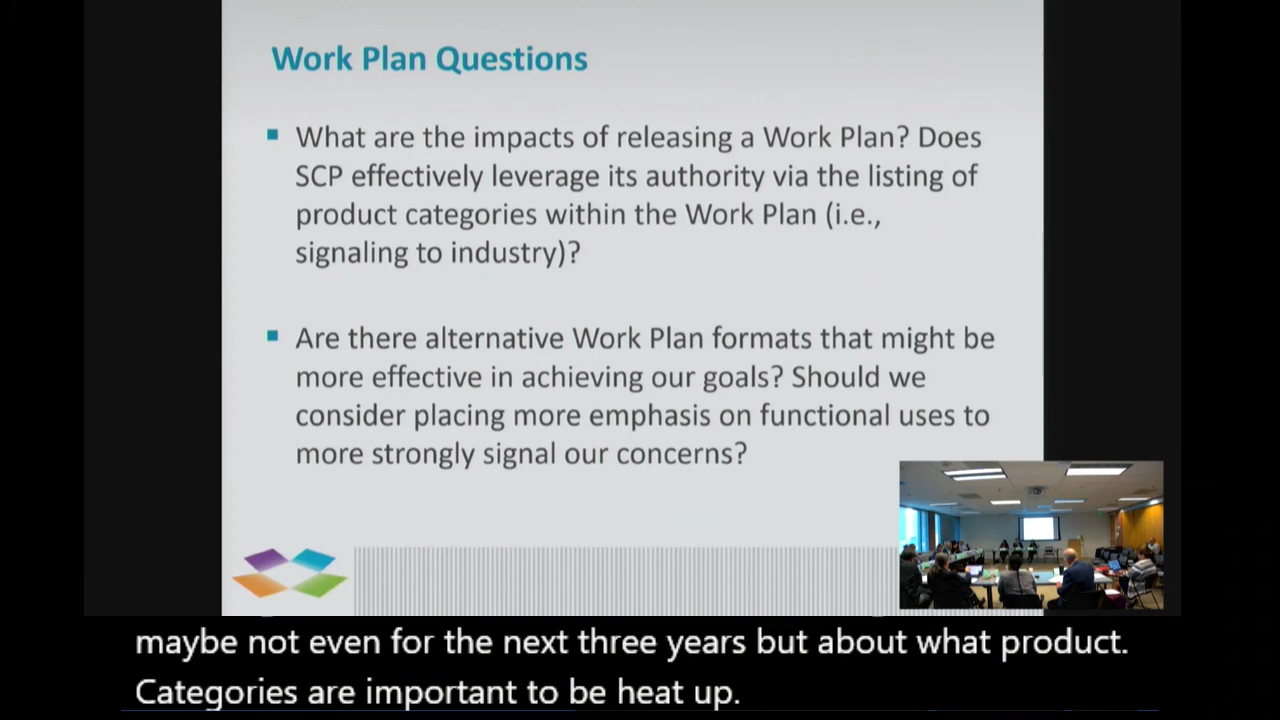 Work Plan Questions
What are the impacts of releasing a Work Plan? Does
SCP effectively leverage its authority via the listing of
product categories within the Work Plan (i.e.,
signaling to industry)?
Are there alternative Work Plan formats that might be
more effective in achieving our goals? Should we
consider placing more emphasis on functional uses to
more strongly signal our concerns?
maybe not even for the next three years but about what product.
Categories are important to be heat up.